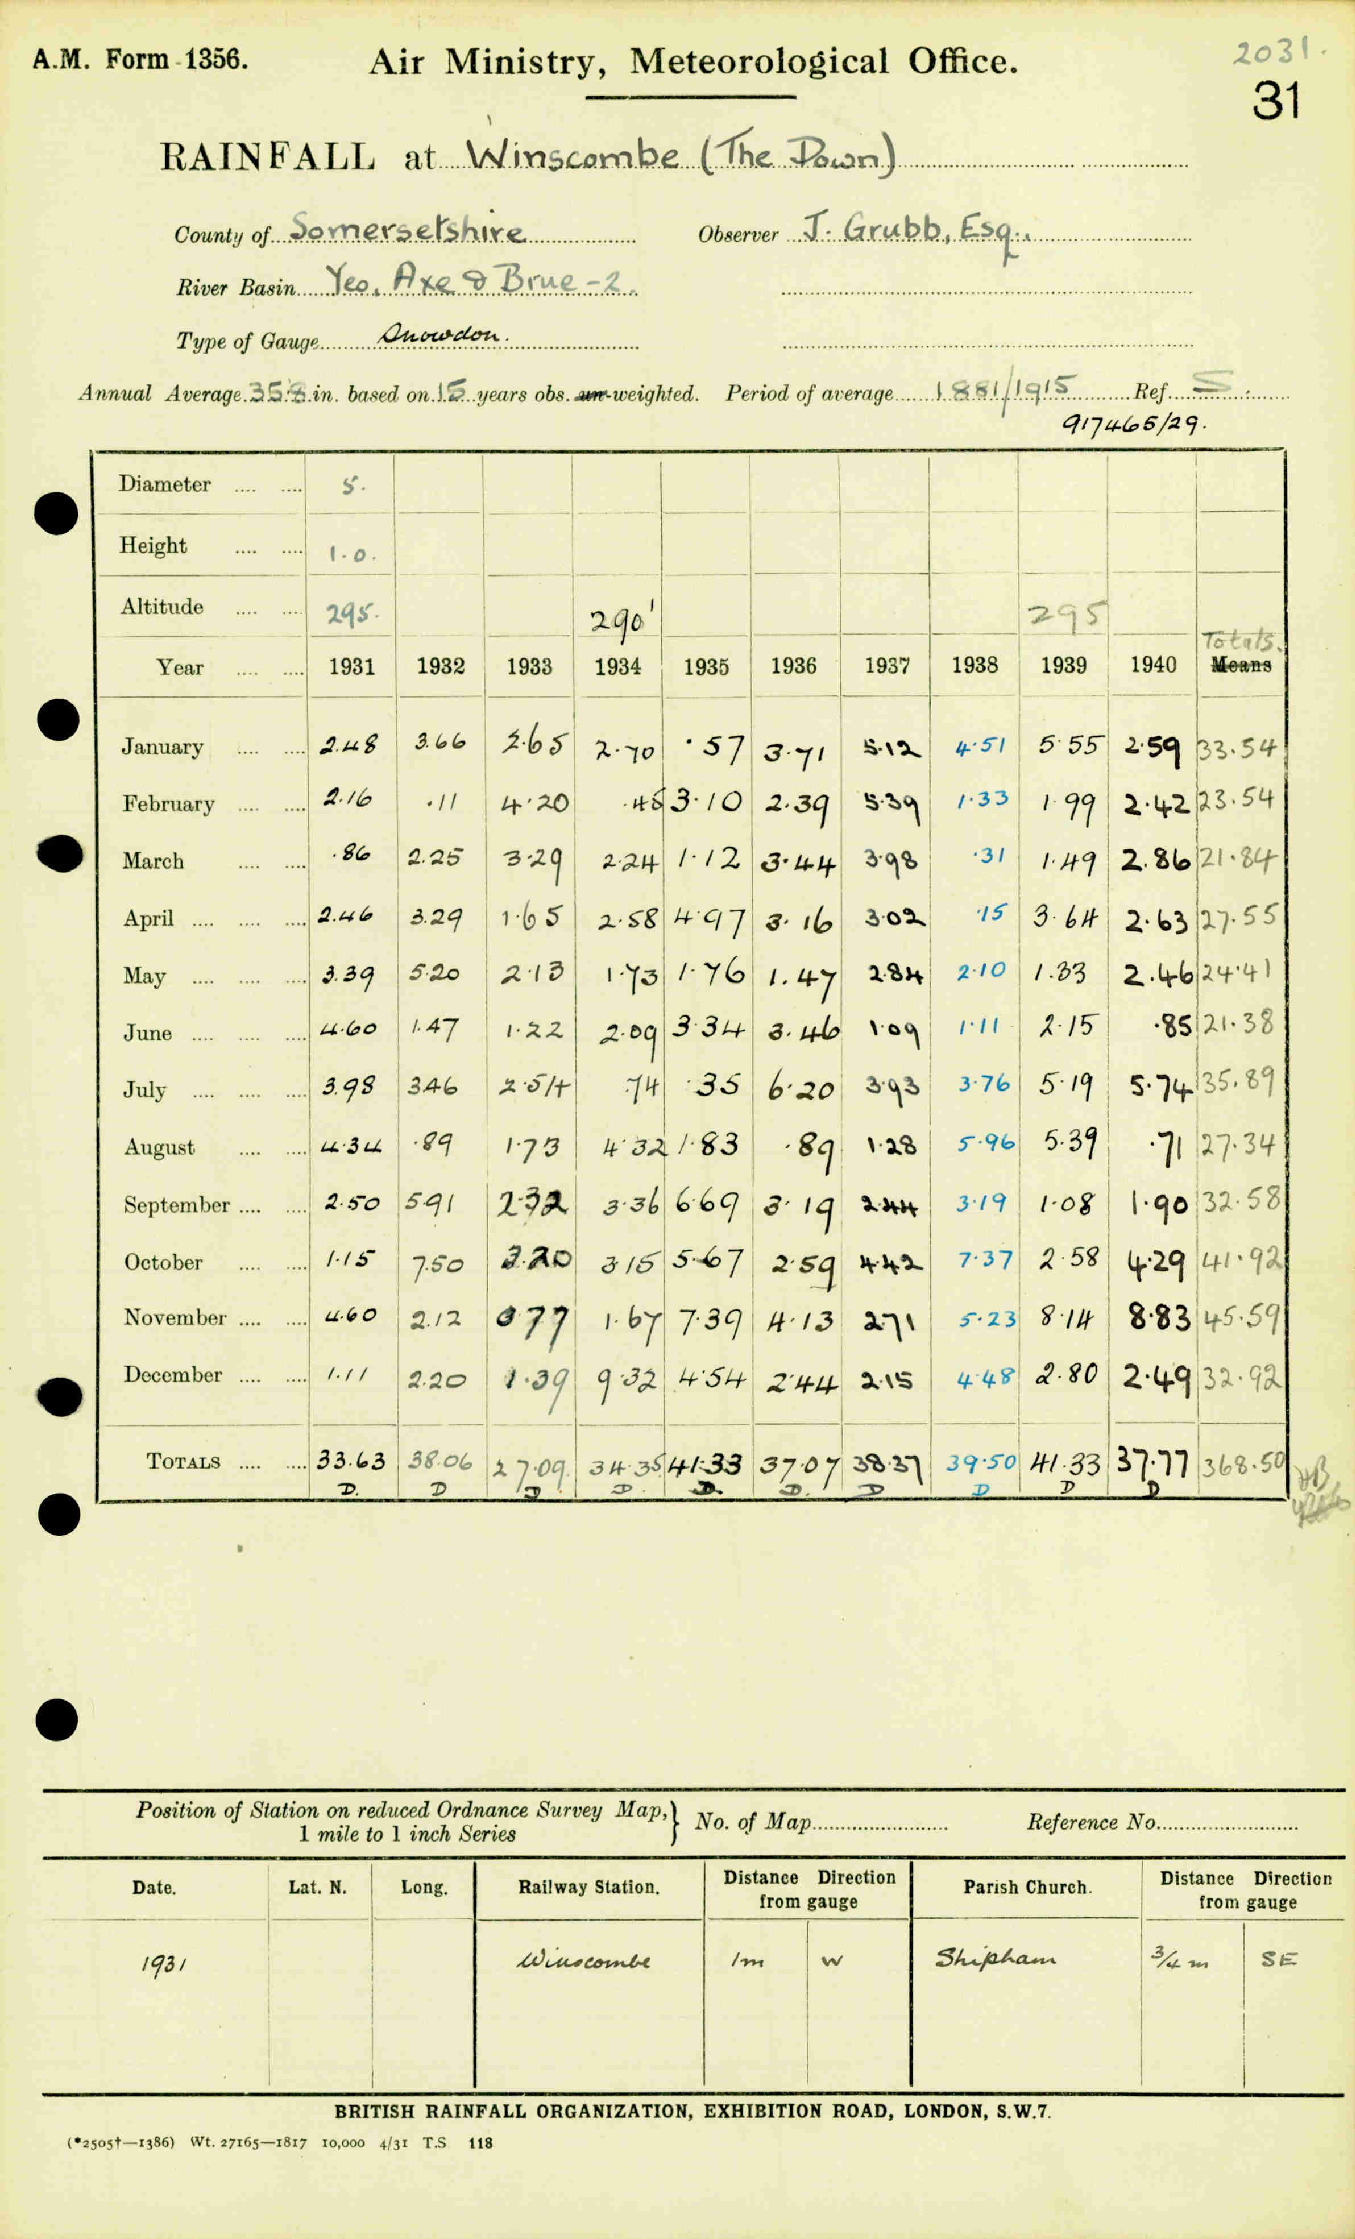 A.M. Form 1356. Air Ministry, Meteorological Office. 2031.
31
RAINFALL at Winscombe (The Down)
County of Somersetshire Observer J. Grubb, Esq.,
River Basin Yeo, Axe & Brue - 2.
Type of Gauge Snowdon.
Annual Average 35.8 in. based on 15 years obs. un-weighted. Period of average 1881/1915 Ref. S.
917465/29.
Diameter .... .... 5.
Height .... .... 1.0.
Altitude .... .... 295. 290' 295
Totals.
Year .... .... 1931 1932 1933 1934 1935 1936 1937 1938 1939 1940 Means
January .... .... 2.48 3.66 2.65 2.70 .57 3.71 5.12 4.51 5.55 2.59 33.54
February .... .... 2.16 .11 4.20 .45 3.10 2.39 5.39 1.33 1.99 2.42 23.54
March .... .... .86 2.25 3.29 2.24 1.12 3.44 3.98 .31 1.49 2.86 21.84
April .... .... .... 2.46 3.29 1.65 2.58 4.97 3.16 3.02 .15 3.64 2.63 27.55
May .... .... .... 3.39 5.20 2.13 1.73 1.76 1.47 2.84 2.10 1.33 2.46 24.41
June .... .... .... 4.60 1.47 1.22 2.09 3.34 3.46 1.09 1.11 2.15 .85 21.38
July .... .... .... 3.98 3.46 2.54 .74 .35 6.20 3.93 3.76 5.19 5.74 35.89
August .... .... 4.34 .89 1.73 4.32 1.83 .89 1.28 5.96 5.39 .71 27.34
September .... .... 2.50 5.91 2.32 3.36 6.69 3.19 2.44 3.19 1.08 1.90 32.58
October .... .... 1.15 7.50 3.20 3.15 5.67 2.59 4.42 7.37 2.58 4.29 41.92
November .... .... 4.60 2.12 0.77 1.67 7.39 4.13 2.71 5.23 8.14 8.83 45.59
December .... .... 1.11 2.20 1.39 9.32 4.54 2.44 2.15 4.48 2.80 2.49 32.92
TOTALS .... .... 33.63 38.06 27.09 34.35 41.33 37.07 38.37 39.50 41.33 37.77 368.50
D. D D D. D. D. D D D D
Position of Station on reduced Ordnance Survey Map, } No. of Map Reference No.
1 mile to 1 inch Series
Date. Lat. N. Long. Railway Station. Distance Direction from gauge Parish Church. Distance Direction from gauge
1931 Winscombe 1m W Shipham 3/4 m SE
BRITISH RAINFALL ORGANIZATION, EXHIBITION ROAD, LONDON, S.W.7.
(*2505†—1386) Wt. 27165—1817 10,000 4/31 T.S 118